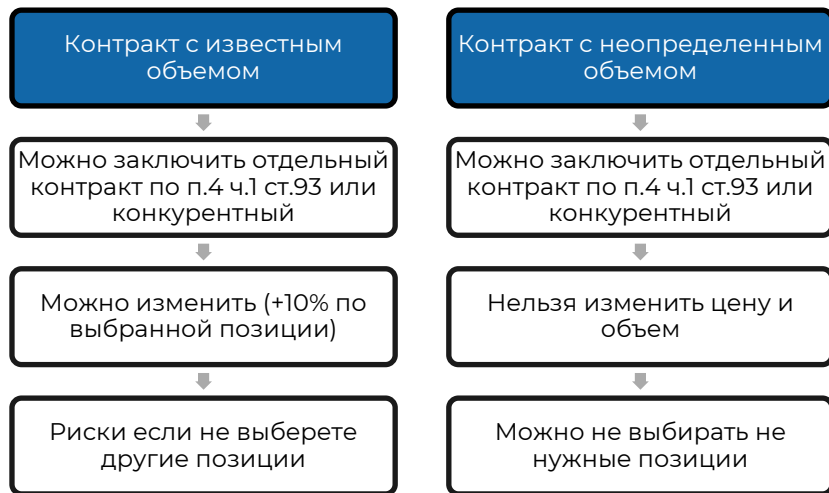 Контракт с известным
объемом
Можно заключить отдельный
контракт по п.4 ч.1 ст.93 или
конкурентный
Можно изменить (+10% по
выбранной позиции)
Риски если не выберете
другие позиции
Контракт с неопределенным
объемом
Можно заключить отдельный
контракт по п.4 ч.1 ст.93 или
конкурентный
Нельзя изменить цену и
объем
Можно не выбирать не
нужные позиции